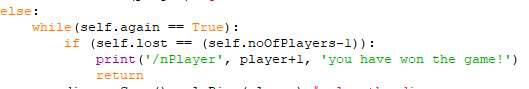 else:
while(self.again == True):
if (self.lost == (self.noOfPlayers-1)):
print('/nPlayer', player+1, 'you have won the game!')
return